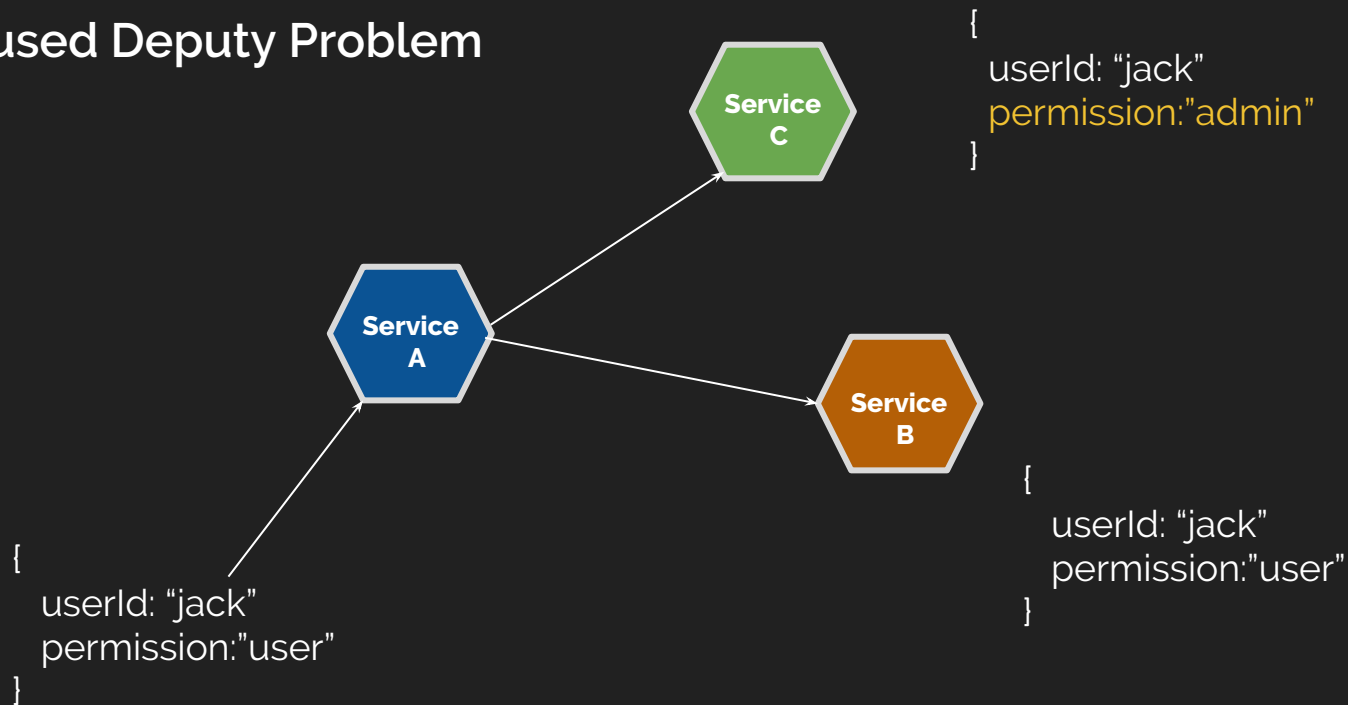 used Deputy Problem
{
userId: “jack”
permission:”admin”
}
Service
C
Service
A
Service
B
{
userId: “jack”
permission:”user”
}
{
userId: “jack”
permission:”user”
}